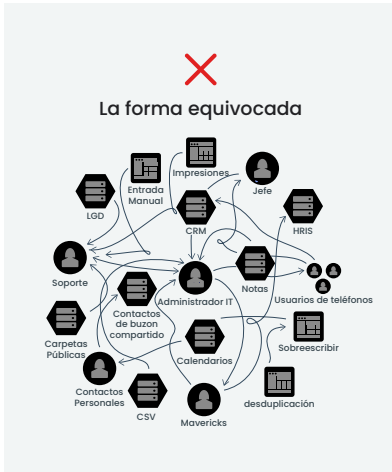 La forma equivocada
Impresiones
Entrada
Manual
Jefe
LGD
CRM
HRIS
Soporte
Administrador IT
Notas
Usuarios de teléfonos
Contactos
de buzon
compartido
Carpetas
Públicas
Calendarios
Sobreescribir
Contactos
Personales
CSV
Mavericks
desduplicación